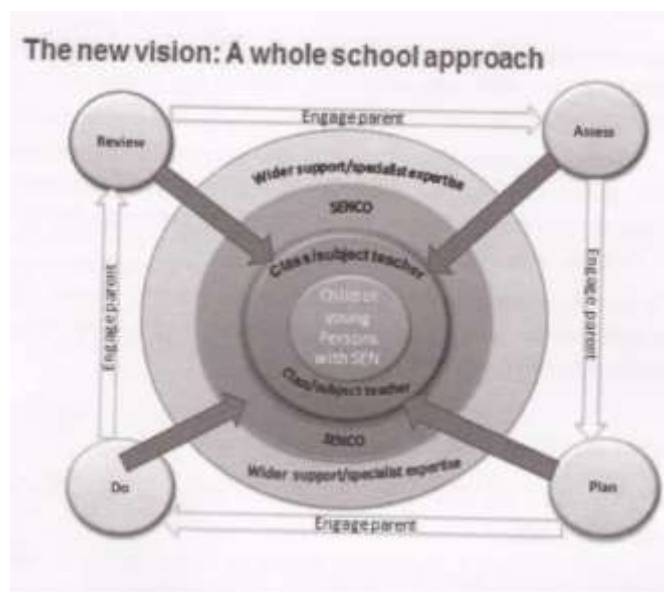 The new vision: A whole school approach
Review
Engage parent
Assess
Wider support/specialist expertise
SENCO
Class/subject teacher
young
Persons
with SEN
Class/subject teacher
SENCO
Wider support/specialist expertise
Engage parent
Engage parent
Do
Engage parent
Plan